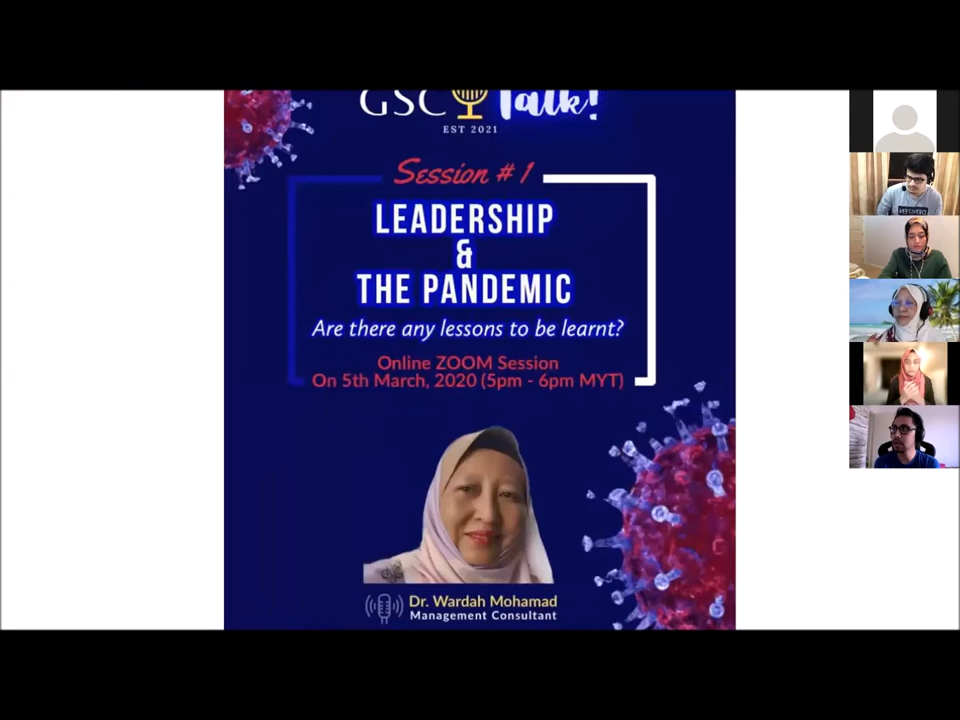 GSC Talk!
EST 2021
Session # 1
LEADERSHIP
&
THE PANDEMIC
Are there any lessons to be learnt?
Online ZOOM Session
On 5th March, 2020 (5pm - 6pm MYT)
Dr. Wardah Mohamad
Management Consultant